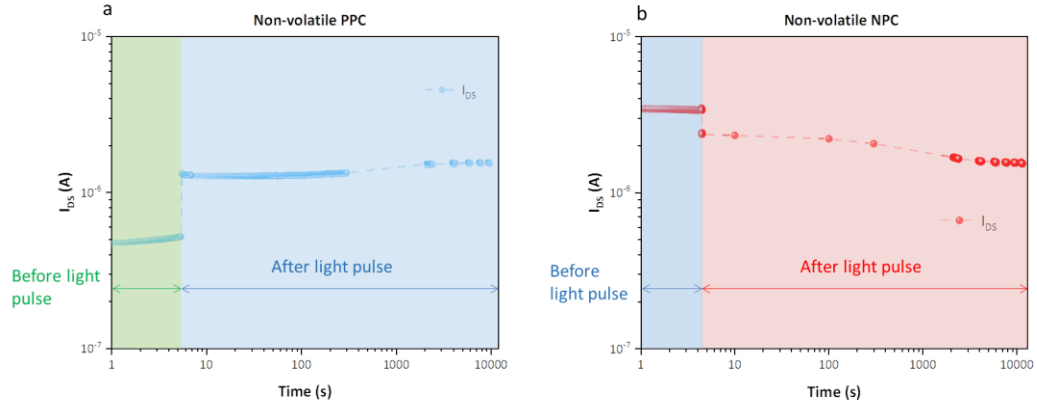 a
Non-volatile PPC
10⁻⁵
10⁻⁶
10⁻⁷
I_DS (A)
I_DS
Before light
pulse
After light pulse
1
10
100
1000
10000
Time (s)
b
Non-volatile NPC
10⁻⁵
10⁻⁶
10⁻⁷
I_DS (A)
I_DS
Before
light pulse
After light pulse
1
10
100
1000
10000
Time (s)